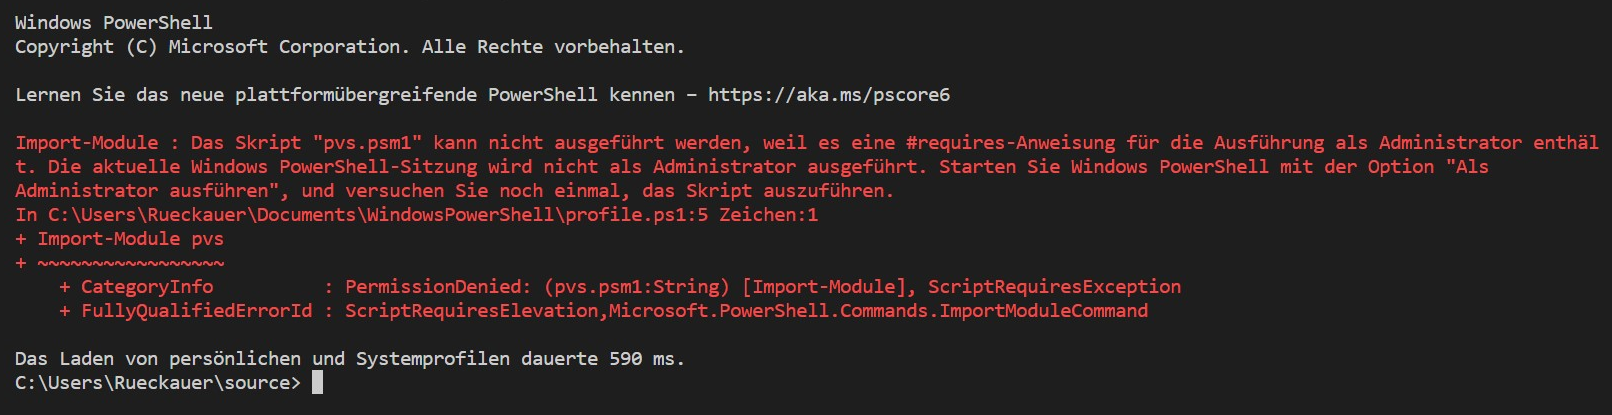 Windows PowerShell
Copyright (C) Microsoft Corporation. Alle Rechte vorbehalten.
Lernen Sie das neue plattformübergreifende PowerShell kennen – https://aka.ms/pscore6
Import-Module : Das Skript "pvs.psm1" kann nicht ausgeführt werden, weil es eine #requires-Anweisung für die Ausführung als Administrator enthäl
t. Die aktuelle Windows PowerShell-Sitzung wird nicht als Administrator ausgeführt. Starten Sie Windows PowerShell mit der Option "Als
Administrator ausführen", und versuchen Sie noch einmal, das Skript auszuführen.
In C:\Users\Rueckauer\Documents\WindowsPowerShell\profile.ps1:5 Zeichen:1
+ Import-Module pvs
+ ~~~~~~~~~~~~~~~~~
    + CategoryInfo          : PermissionDenied: (pvs.psm1:String) [Import-Module], ScriptRequiresException
    + FullyQualifiedErrorId : ScriptRequiresElevation,Microsoft.PowerShell.Commands.ImportModuleCommand
Das Laden von persönlichen und Systemprofilen dauerte 590 ms.
C:\Users\Rueckauer\source>